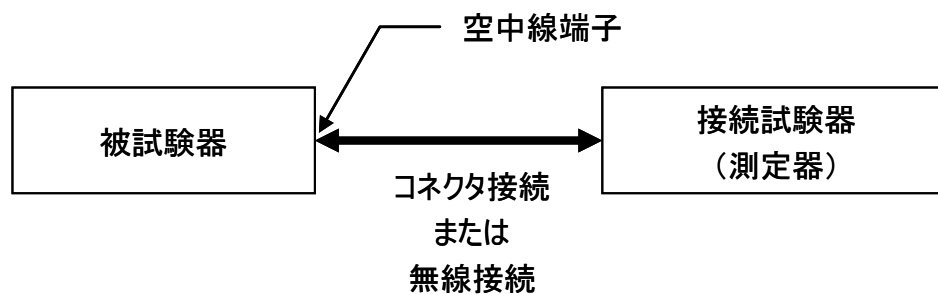 空中線端子
被試験器
接続試験器
（測定器）
コネクタ接続
または
無線接続